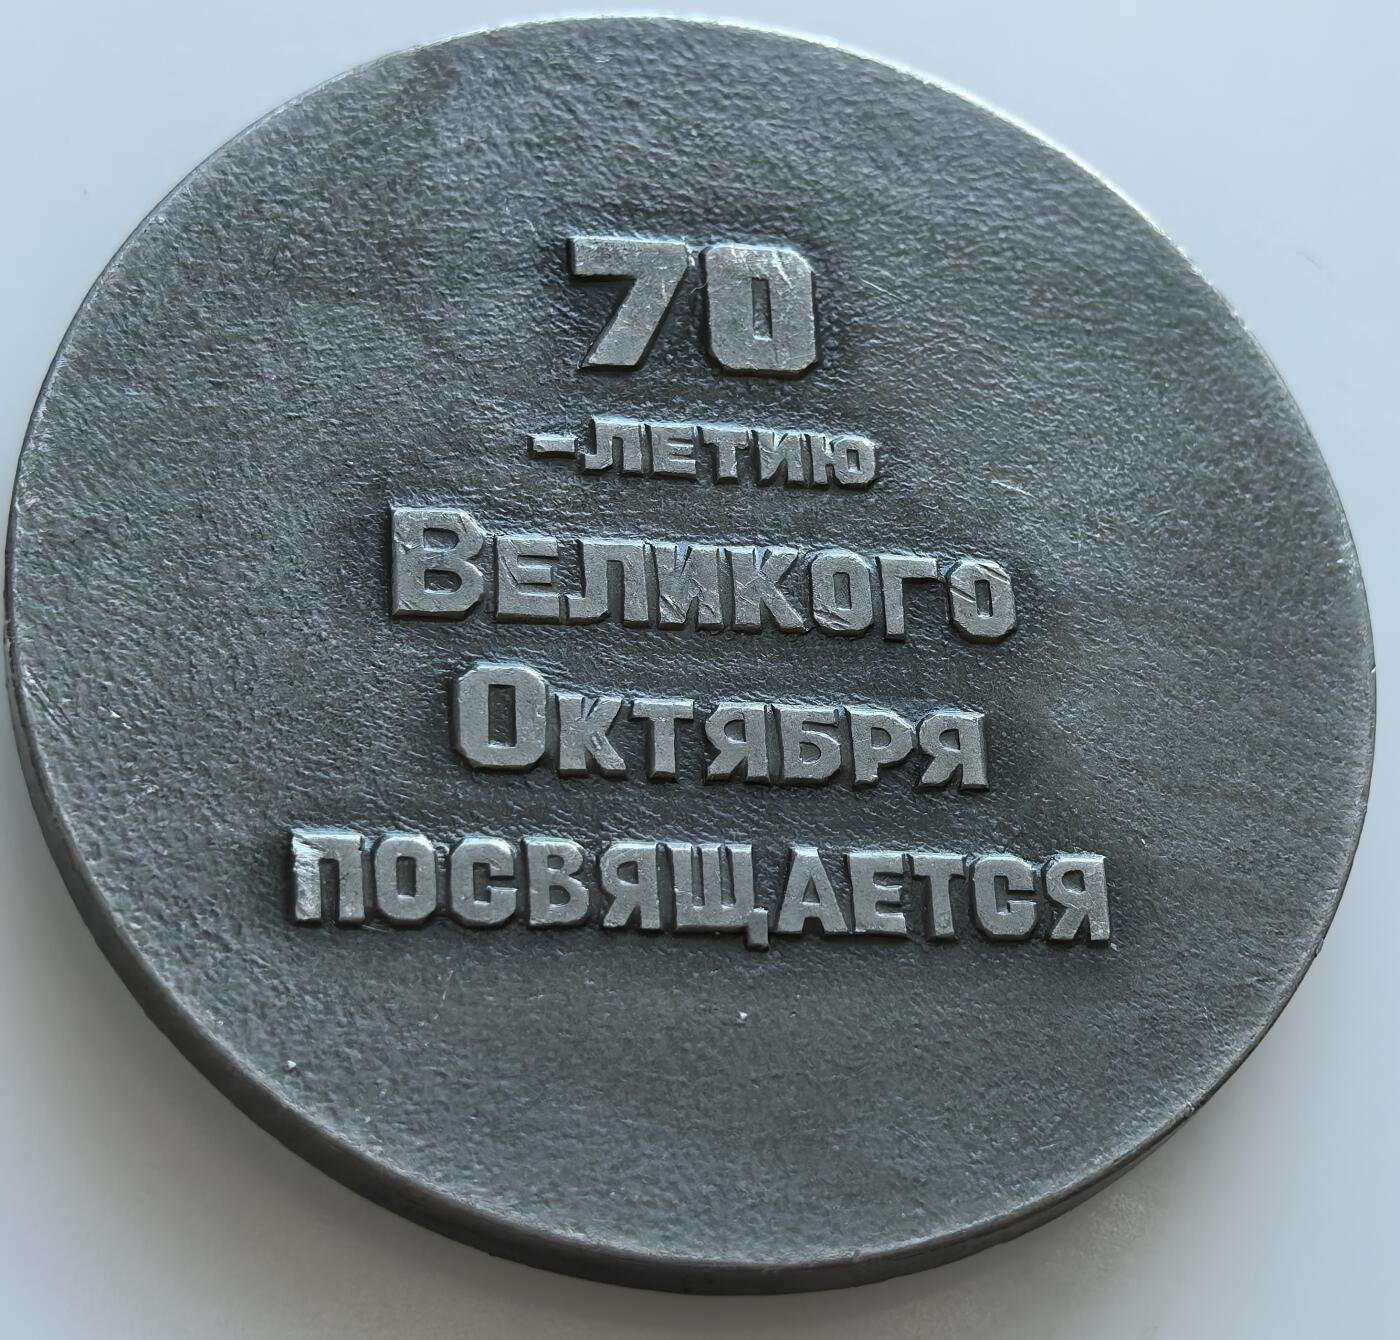 70
-ЛЕТИЮ
ВЕЛИКОГО
ОКТЯБРЯ
ПОСВЯЩАЕТСЯ